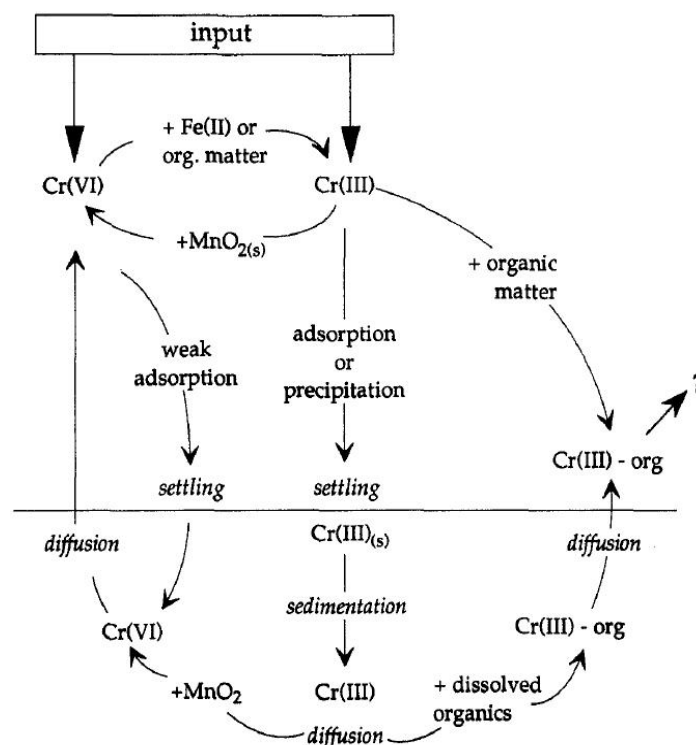 input
+ Fe(II) or
org. matter
Cr(VI)
Cr(III)
+MnO2(s)
+ organic
matter
weak
adsorption
adsorption
or
precipitation
?
Cr(III) - org
settling
settling
diffusion
Cr(III)(s)
diffusion
sedimentation
Cr(VI)
Cr(III) - org
+MnO2
Cr(III)
+ dissolved
organics
diffusion